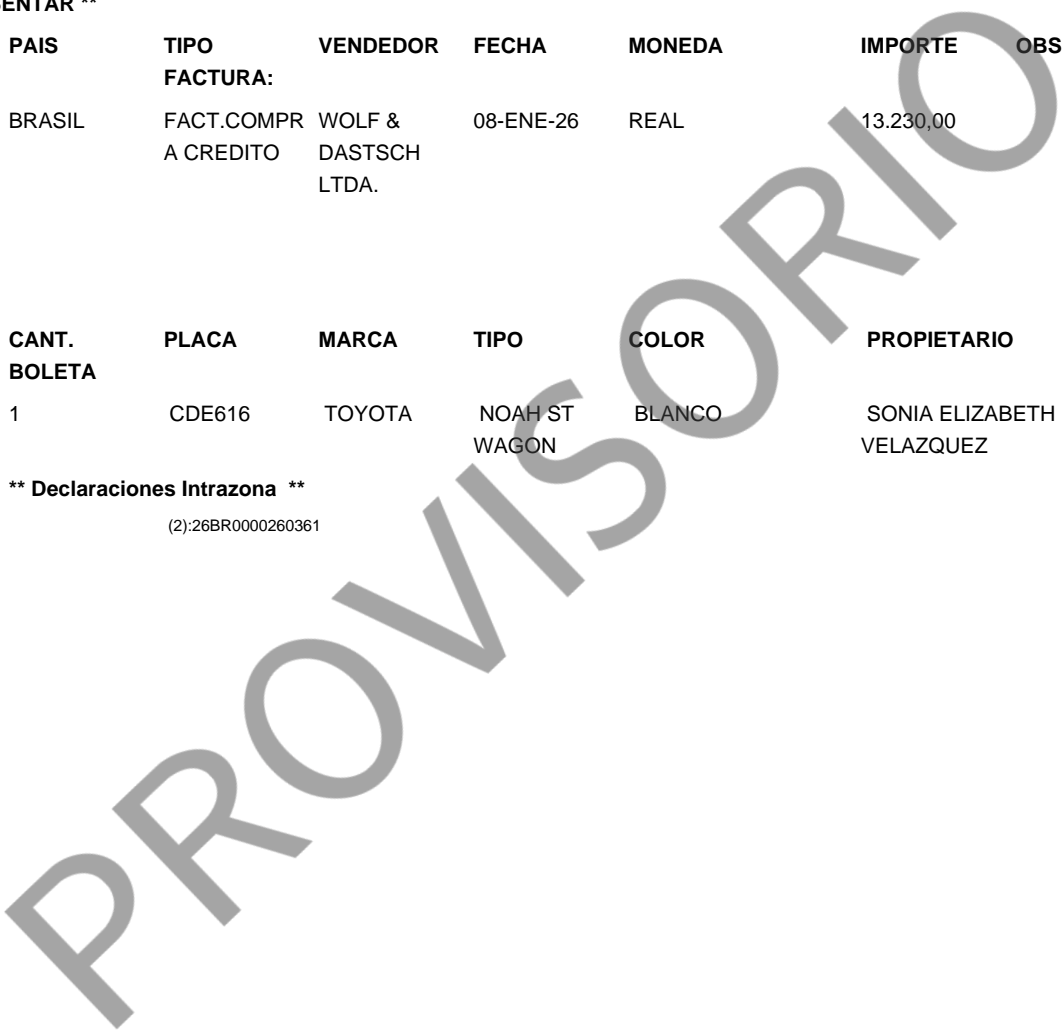 PAIS TIPO FACTURA: VENDEDOR FECHA MONEDA IMPORTE OBS
BRASIL FACT.COMPR A CREDITO WOLF & DASTSCH LTDA. 08-ENE-26 REAL 13.230,00
CANT. BOLETA PLACA MARCA TIPO COLOR PROPIETARIO
1 CDE616 TOYOTA NOAH ST WAGON BLANCO SONIA ELIZABETH VELAZQUEZ
** Declaraciones Intrazona **
(2):26BR0000260361
PROVISORIO